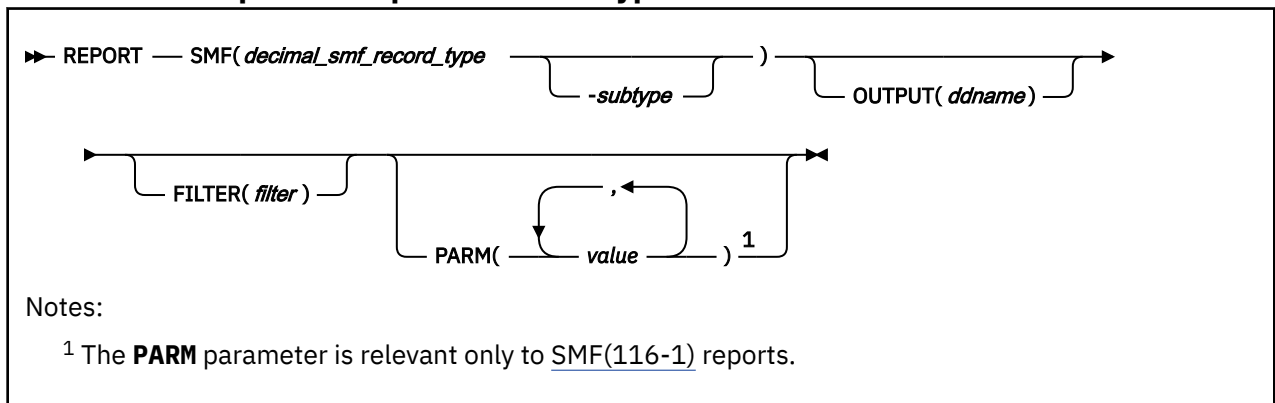 REPORT SMF( decimal_smf_record_type -subtype ) OUTPUT( ddname )
FILTER( filter ) PARM( value , ) 1
Notes:
1 The PARM parameter is relevant only to SMF(116-1) reports.